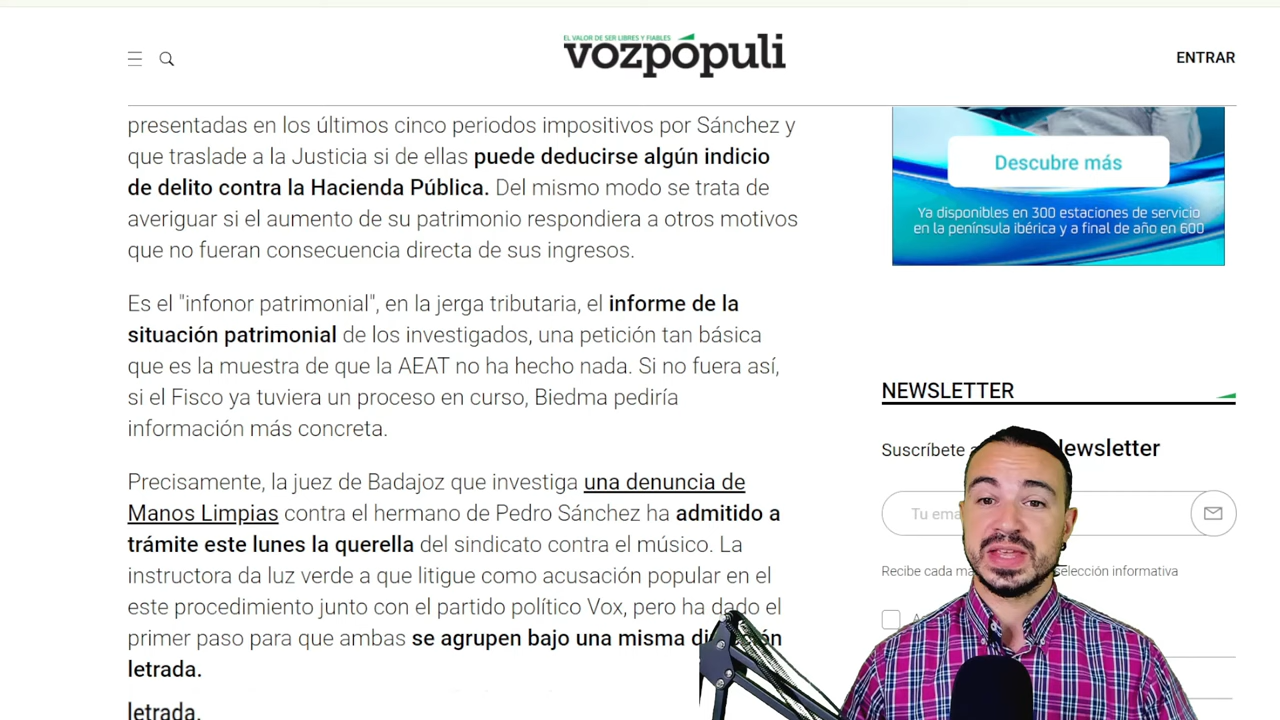 EL VALOR DE SER LIBRES Y FIABLES
vozpópuli
ENTRAR
presentadas en los últimos cinco periodos impositivos por Sánchez y
que traslade a la Justicia si de ellas puede deducirse algún indicio
de delito contra la Hacienda Pública. Del mismo modo se trata de
averiguar si el aumento de su patrimonio respondiera a otros motivos
que no fueran consecuencia directa de sus ingresos.
Es el "infonor patrimonial", en la jerga tributaria, el informe de la
situación patrimonial de los investigados, una petición tan básica
que es la muestra de que la AEAT no ha hecho nada. Si no fuera así,
si el Fisco ya tuviera un proceso en curso, Biedma pediría
información más concreta.
Precisamente, la juez de Badajoz que investiga una denuncia de
Manos Limpias contra el hermano de Pedro Sánchez ha admitido a
trámite este lunes la querella del sindicato contra el músico. La
instructora da luz verde a que litigue como acusación popular en el
este procedimiento junto con el partido político Vox, pero ha dado el
primer paso para que ambas se agrupen bajo una misma
letrada.
letrada.
Descubre más
Ya disponibles en 300 estaciones de servicio
en la península ibérica y a final de año en 600
NEWSLETTER
Suscríbete a Newsletter
Tu
Recibe cada selección informativa